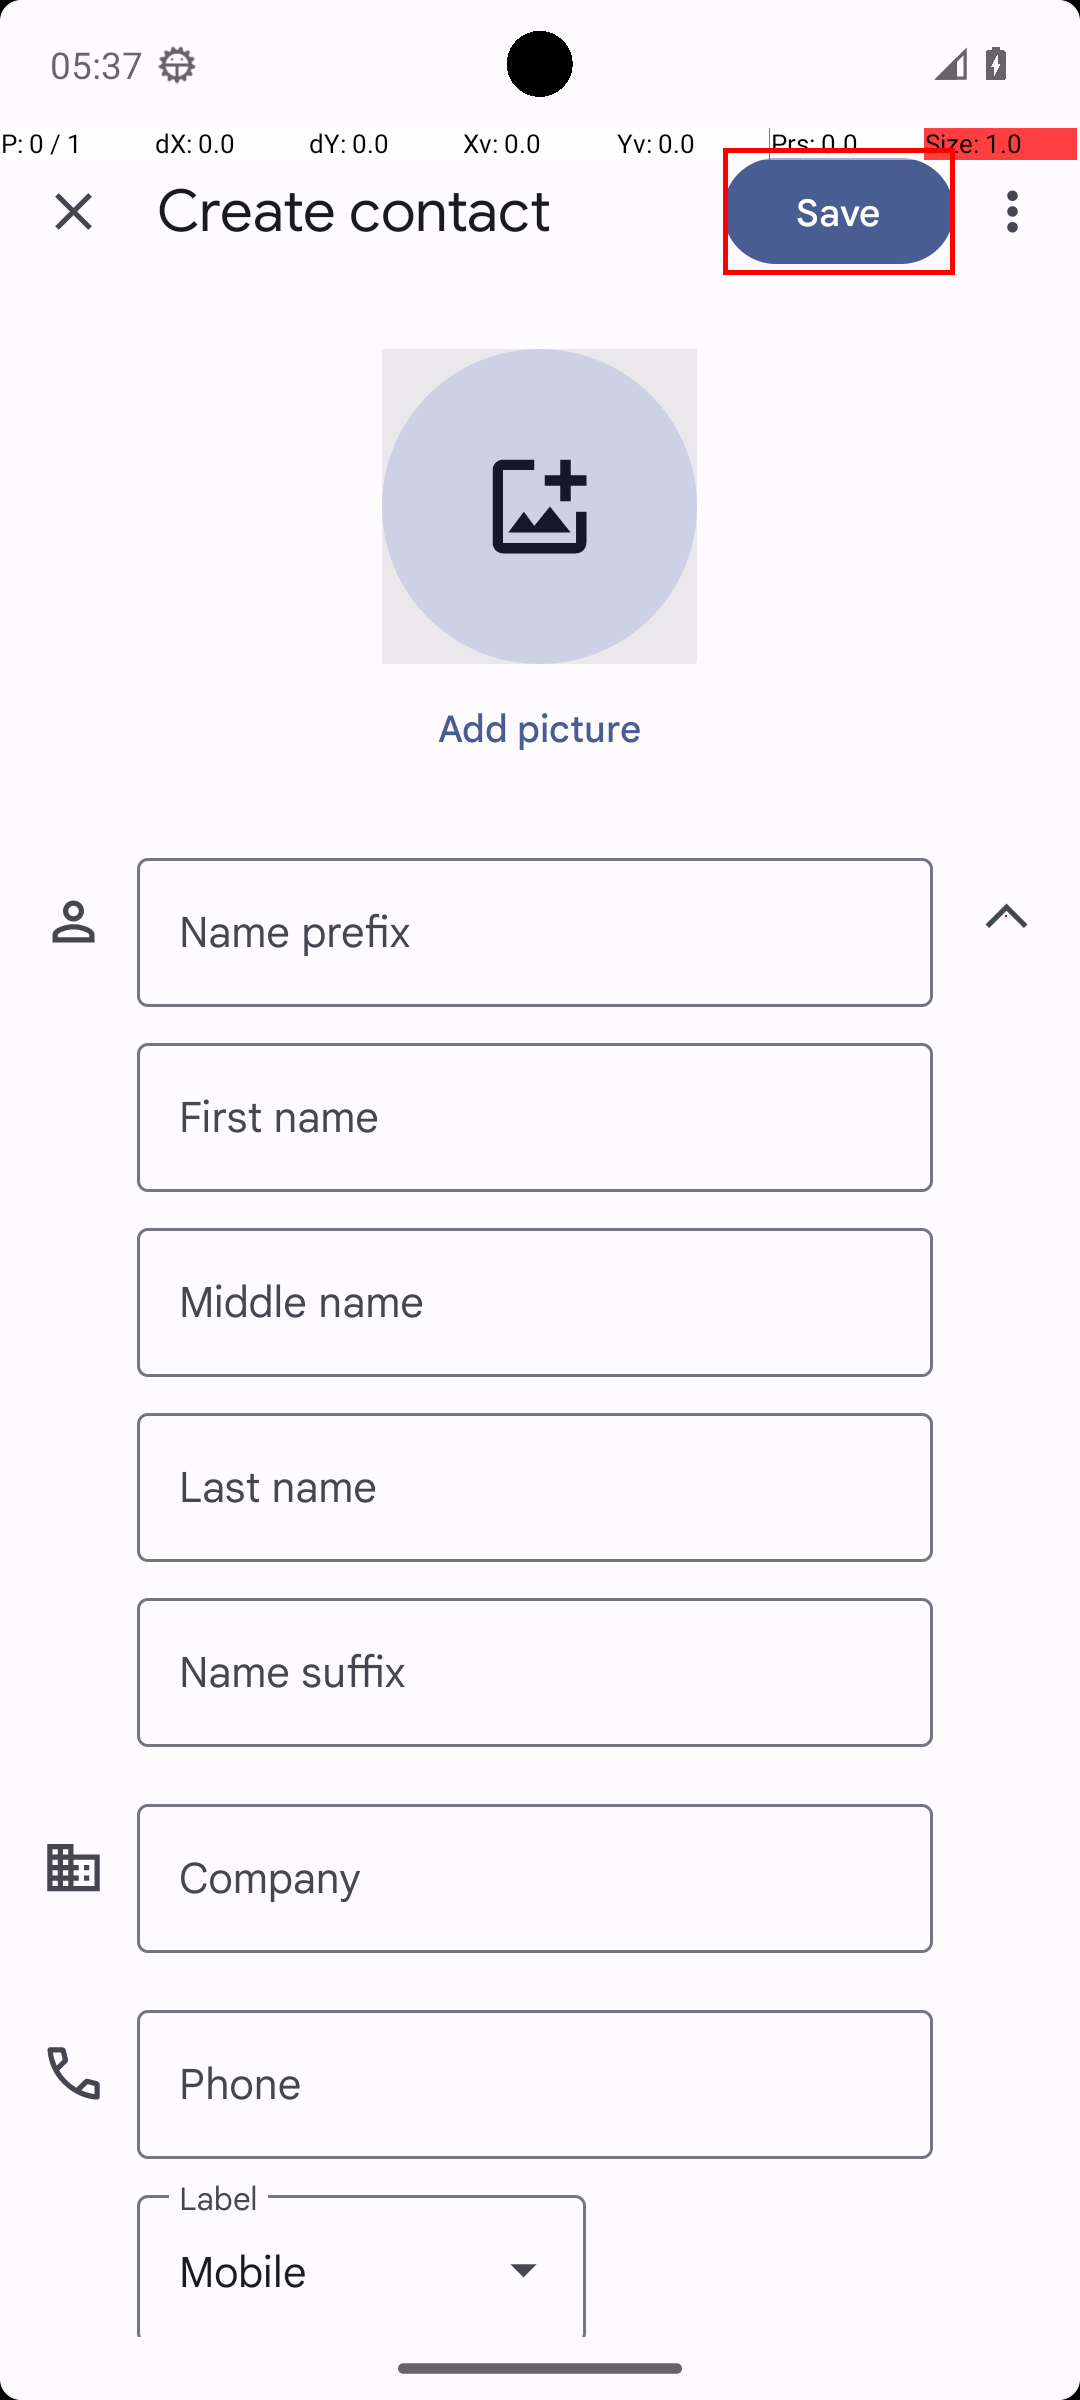 05:37
P: 0 / 1 dX: 0.0 dY: 0.0 Xv: 0.0 Yv: 0.0 Prs: 0.0 Size: 1.0
Create contact Save
Add picture
Name prefix
First name
Middle name
Last name
Name suffix
Company
Phone
Label
Mobile